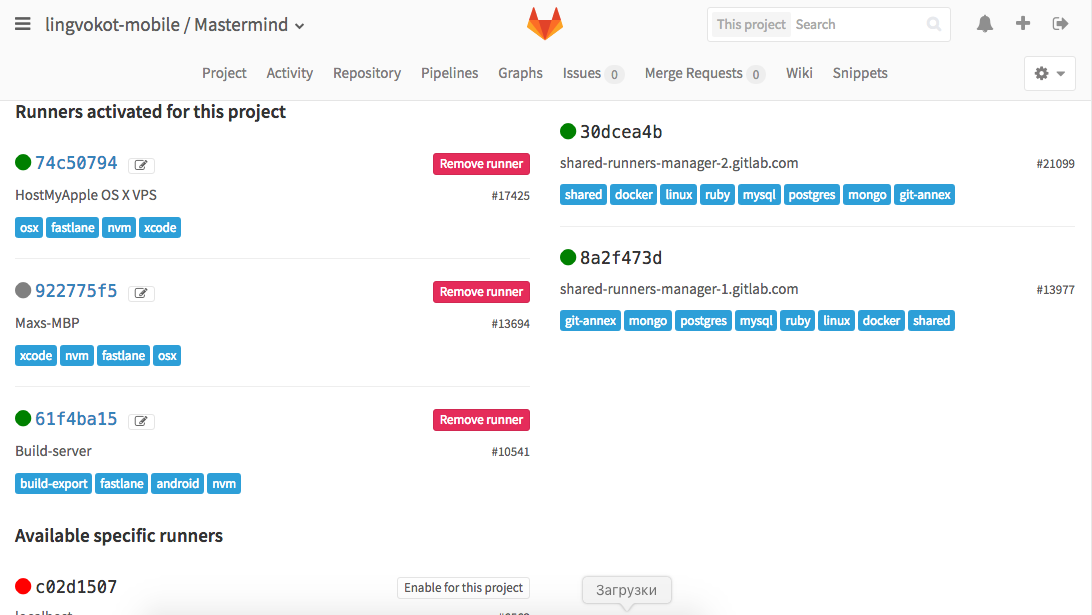 lingvokot-mobile / Mastermind
This project Search
Project Activity Repository Pipelines Graphs Issues 0 Merge Requests 0 Wiki Snippets
Runners activated for this project
74c50794 Remove runner
HostMyApple OS X VPS #17425
osx fastlane nvm xcode
922775f5 Remove runner
Maxs-MBP #13694
xcode nvm fastlane osx
61f4ba15 Remove runner
Build-server #10541
build-export fastlane android nvm
Available specific runners
c02d1507 Enable for this project
30dcea4b
shared-runners-manager-2.gitlab.com #21099
shared docker linux ruby mysql postgres mongo git-annex
8a2f473d
shared-runners-manager-1.gitlab.com #13977
git-annex mongo postgres mysql ruby linux docker shared
Загрузки